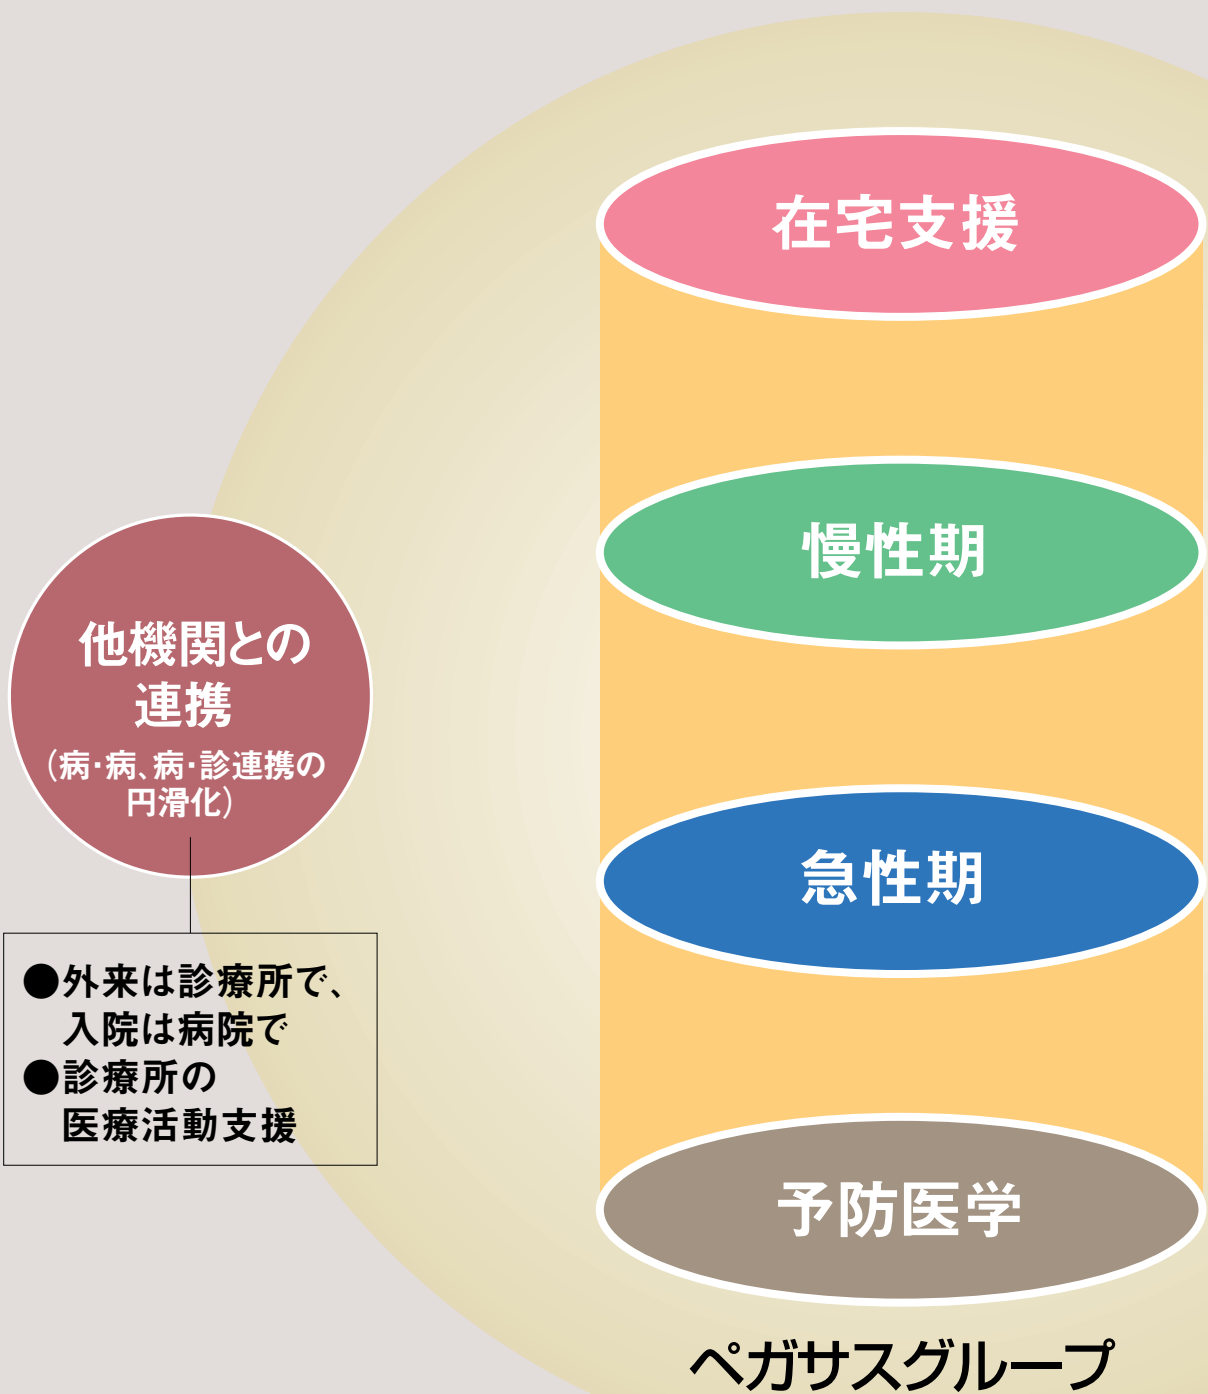 在宅支援
慢性期
急性期
予防医学
ペガサスグループ
他機関との
連携
（病・病、病・診連携の
円滑化）
●外来は診療所で、
入院は病院で
●診療所の
医療活動支援